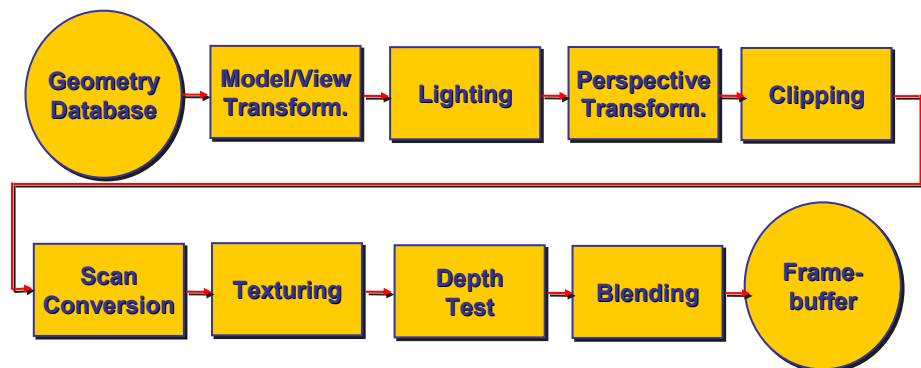 Geometry
Database
Model/View
Transform.
Lighting
Perspective
Transform.
Clipping
Scan
Conversion
Texturing
Depth
Test
Blending
Frame-
buffer